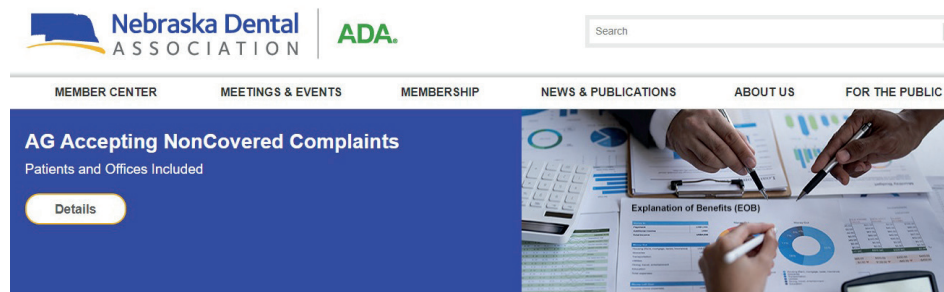 Nebraska Dental
ASSOCIATION
ADA.
Search
MEMBER CENTER
MEETINGS & EVENTS
MEMBERSHIP
NEWS & PUBLICATIONS
ABOUT US
FOR THE PUBLIC
AG Accepting NonCovered Complaints
Patients and Offices Included
Details
Explanation of Benefits (EOB)